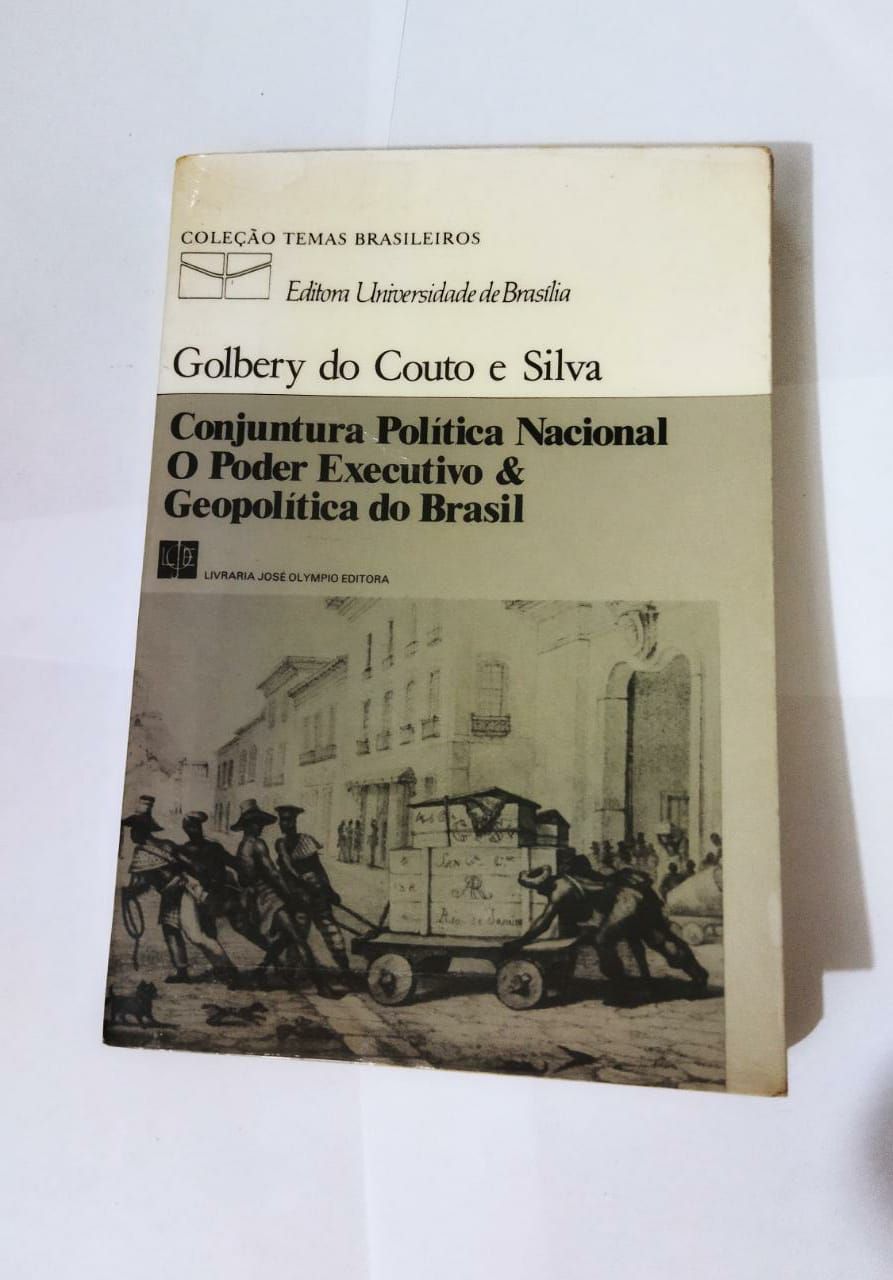 COLEÇÃO TEMAS BRASILEIROS
Editora Universidade de Brasília
Golbery do Couto e Silva
Conjuntura Política Nacional
O Poder Executivo &
Geopolítica do Brasil
LIVRARIA JOSÉ OLYMPIO EDITORA